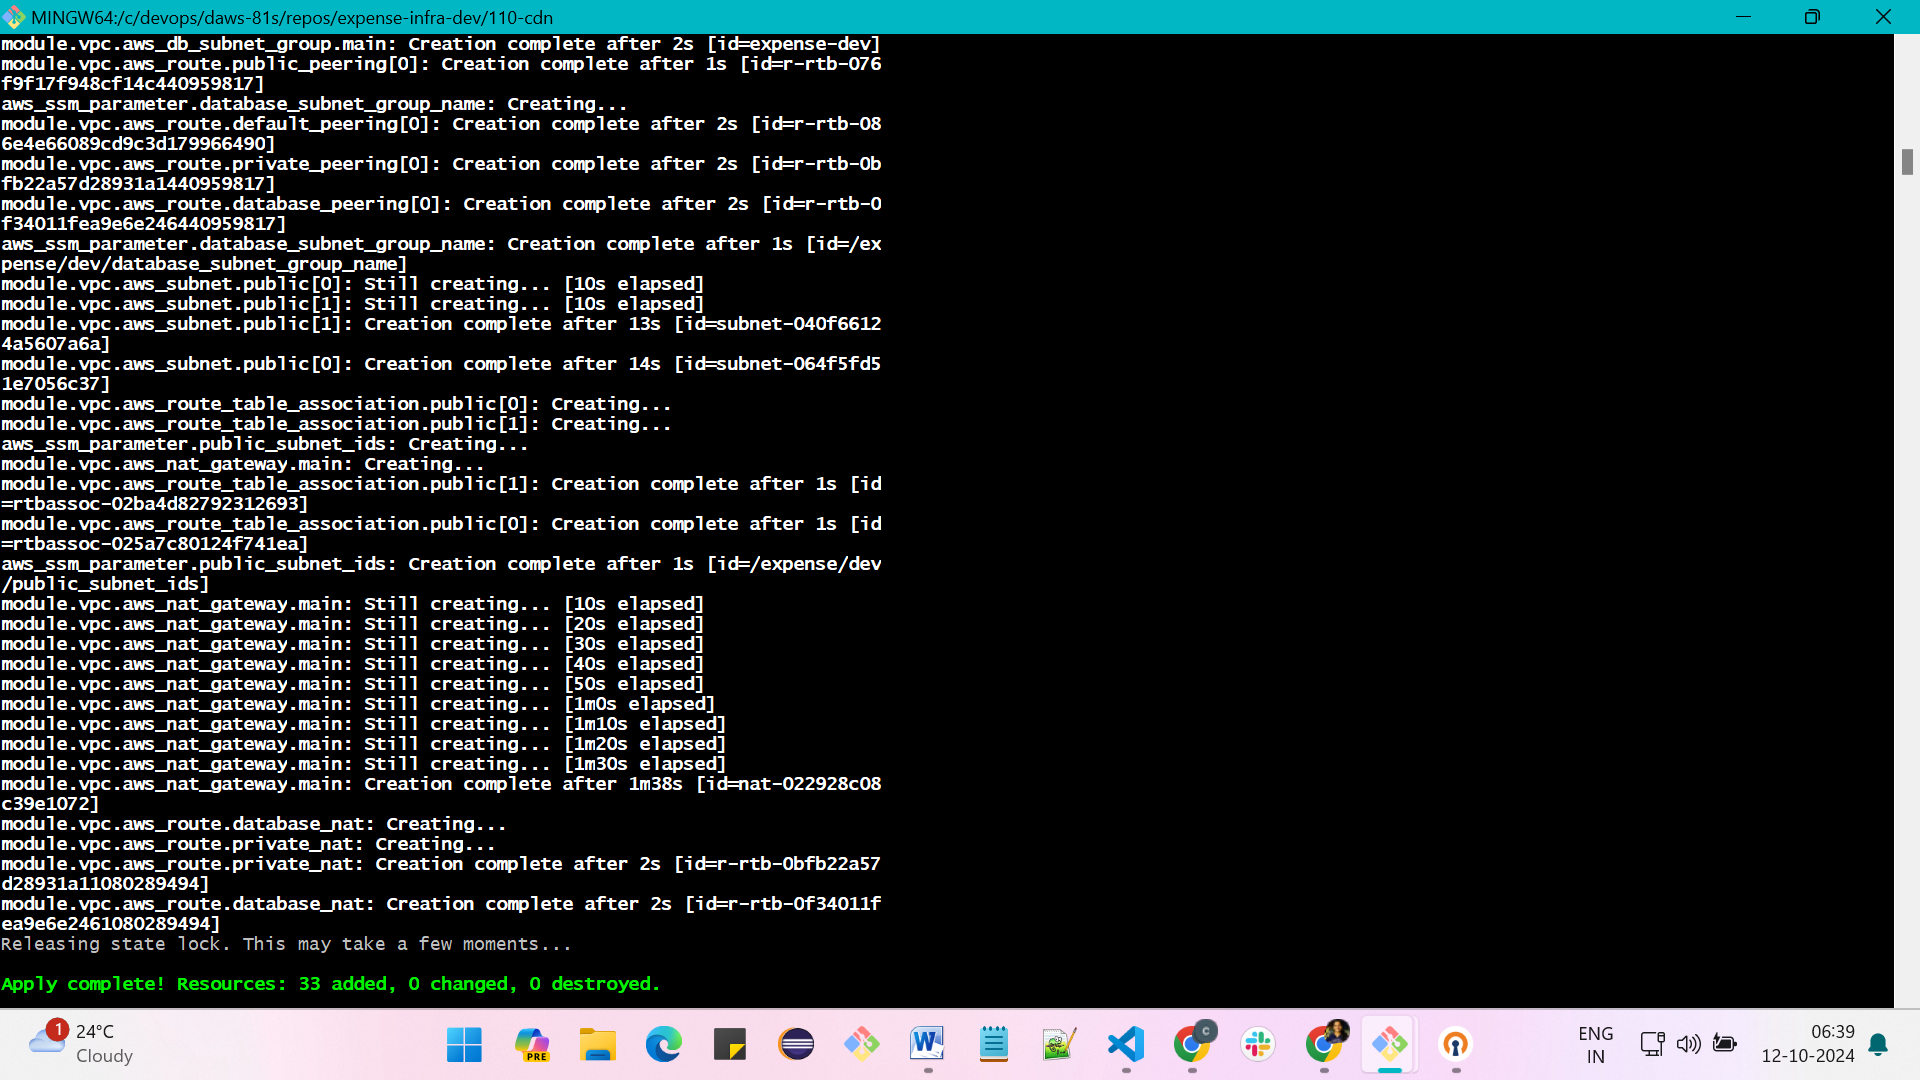 MINGW64:/c/devops/daws-81s/repos/expense-infra-dev/110-cdn
module.vpc.aws_db_subnet_group.main: Creation complete after 2s [id=expense-dev]
module.vpc.aws_route.public_peering[0]: Creation complete after 1s [id=r-rtb-076
f9f17f948cf14c440959817]
aws_ssm_parameter.database_subnet_group_name: Creating...
module.vpc.aws_route.default_peering[0]: Creation complete after 2s [id=r-rtb-08
6e4e66089cd9c3d179966490]
module.vpc.aws_route.private_peering[0]: Creation complete after 2s [id=r-rtb-0b
fb22a57d28931a1440959817]
module.vpc.aws_route.database_peering[0]: Creation complete after 2s [id=r-rtb-0
f34011fea9e6e246440959817]
aws_ssm_parameter.database_subnet_group_name: Creation complete after 1s [id=/ex
pense/dev/database_subnet_group_name]
module.vpc.aws_subnet.public[0]: Still creating... [10s elapsed]
module.vpc.aws_subnet.public[1]: Still creating... [10s elapsed]
module.vpc.aws_subnet.public[1]: Creation complete after 13s [id=subnet-040f6612
4a5607a6a]
module.vpc.aws_subnet.public[0]: Creation complete after 14s [id=subnet-064f5fd5
1e7056c37]
module.vpc.aws_route_table_association.public[0]: Creating...
module.vpc.aws_route_table_association.public[1]: Creating...
aws_ssm_parameter.public_subnet_ids: Creating...
module.vpc.aws_nat_gateway.main: Creating...
module.vpc.aws_route_table_association.public[1]: Creation complete after 1s [id
=rtbassoc-02ba4d82792312693]
module.vpc.aws_route_table_association.public[0]: Creation complete after 1s [id
=rtbassoc-025a7c80124f741ea]
aws_ssm_parameter.public_subnet_ids: Creation complete after 1s [id=/expense/dev
/public_subnet_ids]
module.vpc.aws_nat_gateway.main: Still creating... [10s elapsed]
module.vpc.aws_nat_gateway.main: Still creating... [20s elapsed]
module.vpc.aws_nat_gateway.main: Still creating... [30s elapsed]
module.vpc.aws_nat_gateway.main: Still creating... [40s elapsed]
module.vpc.aws_nat_gateway.main: Still creating... [50s elapsed]
module.vpc.aws_nat_gateway.main: Still creating... [1m0s elapsed]
module.vpc.aws_nat_gateway.main: Still creating... [1m10s elapsed]
module.vpc.aws_nat_gateway.main: Still creating... [1m20s elapsed]
module.vpc.aws_nat_gateway.main: Still creating... [1m30s elapsed]
module.vpc.aws_nat_gateway.main: Creation complete after 1m38s [id=nat-022928c08
c39e1072]
module.vpc.aws_route.database_nat: Creating...
module.vpc.aws_route.private_nat: Creating...
module.vpc.aws_route.private_nat: Creation complete after 2s [id=r-rtb-0bfb22a57
d28931a11080289494]
module.vpc.aws_route.database_nat: Creation complete after 2s [id=r-rtb-0f34011f
ea9e6e2461080289494]
Releasing state lock. This may take a few moments...
Apply complete! Resources: 33 added, 0 changed, 0 destroyed.
1
24°C
Cloudy
PRE
W
C
ENG
IN
06:39
12-10-2024